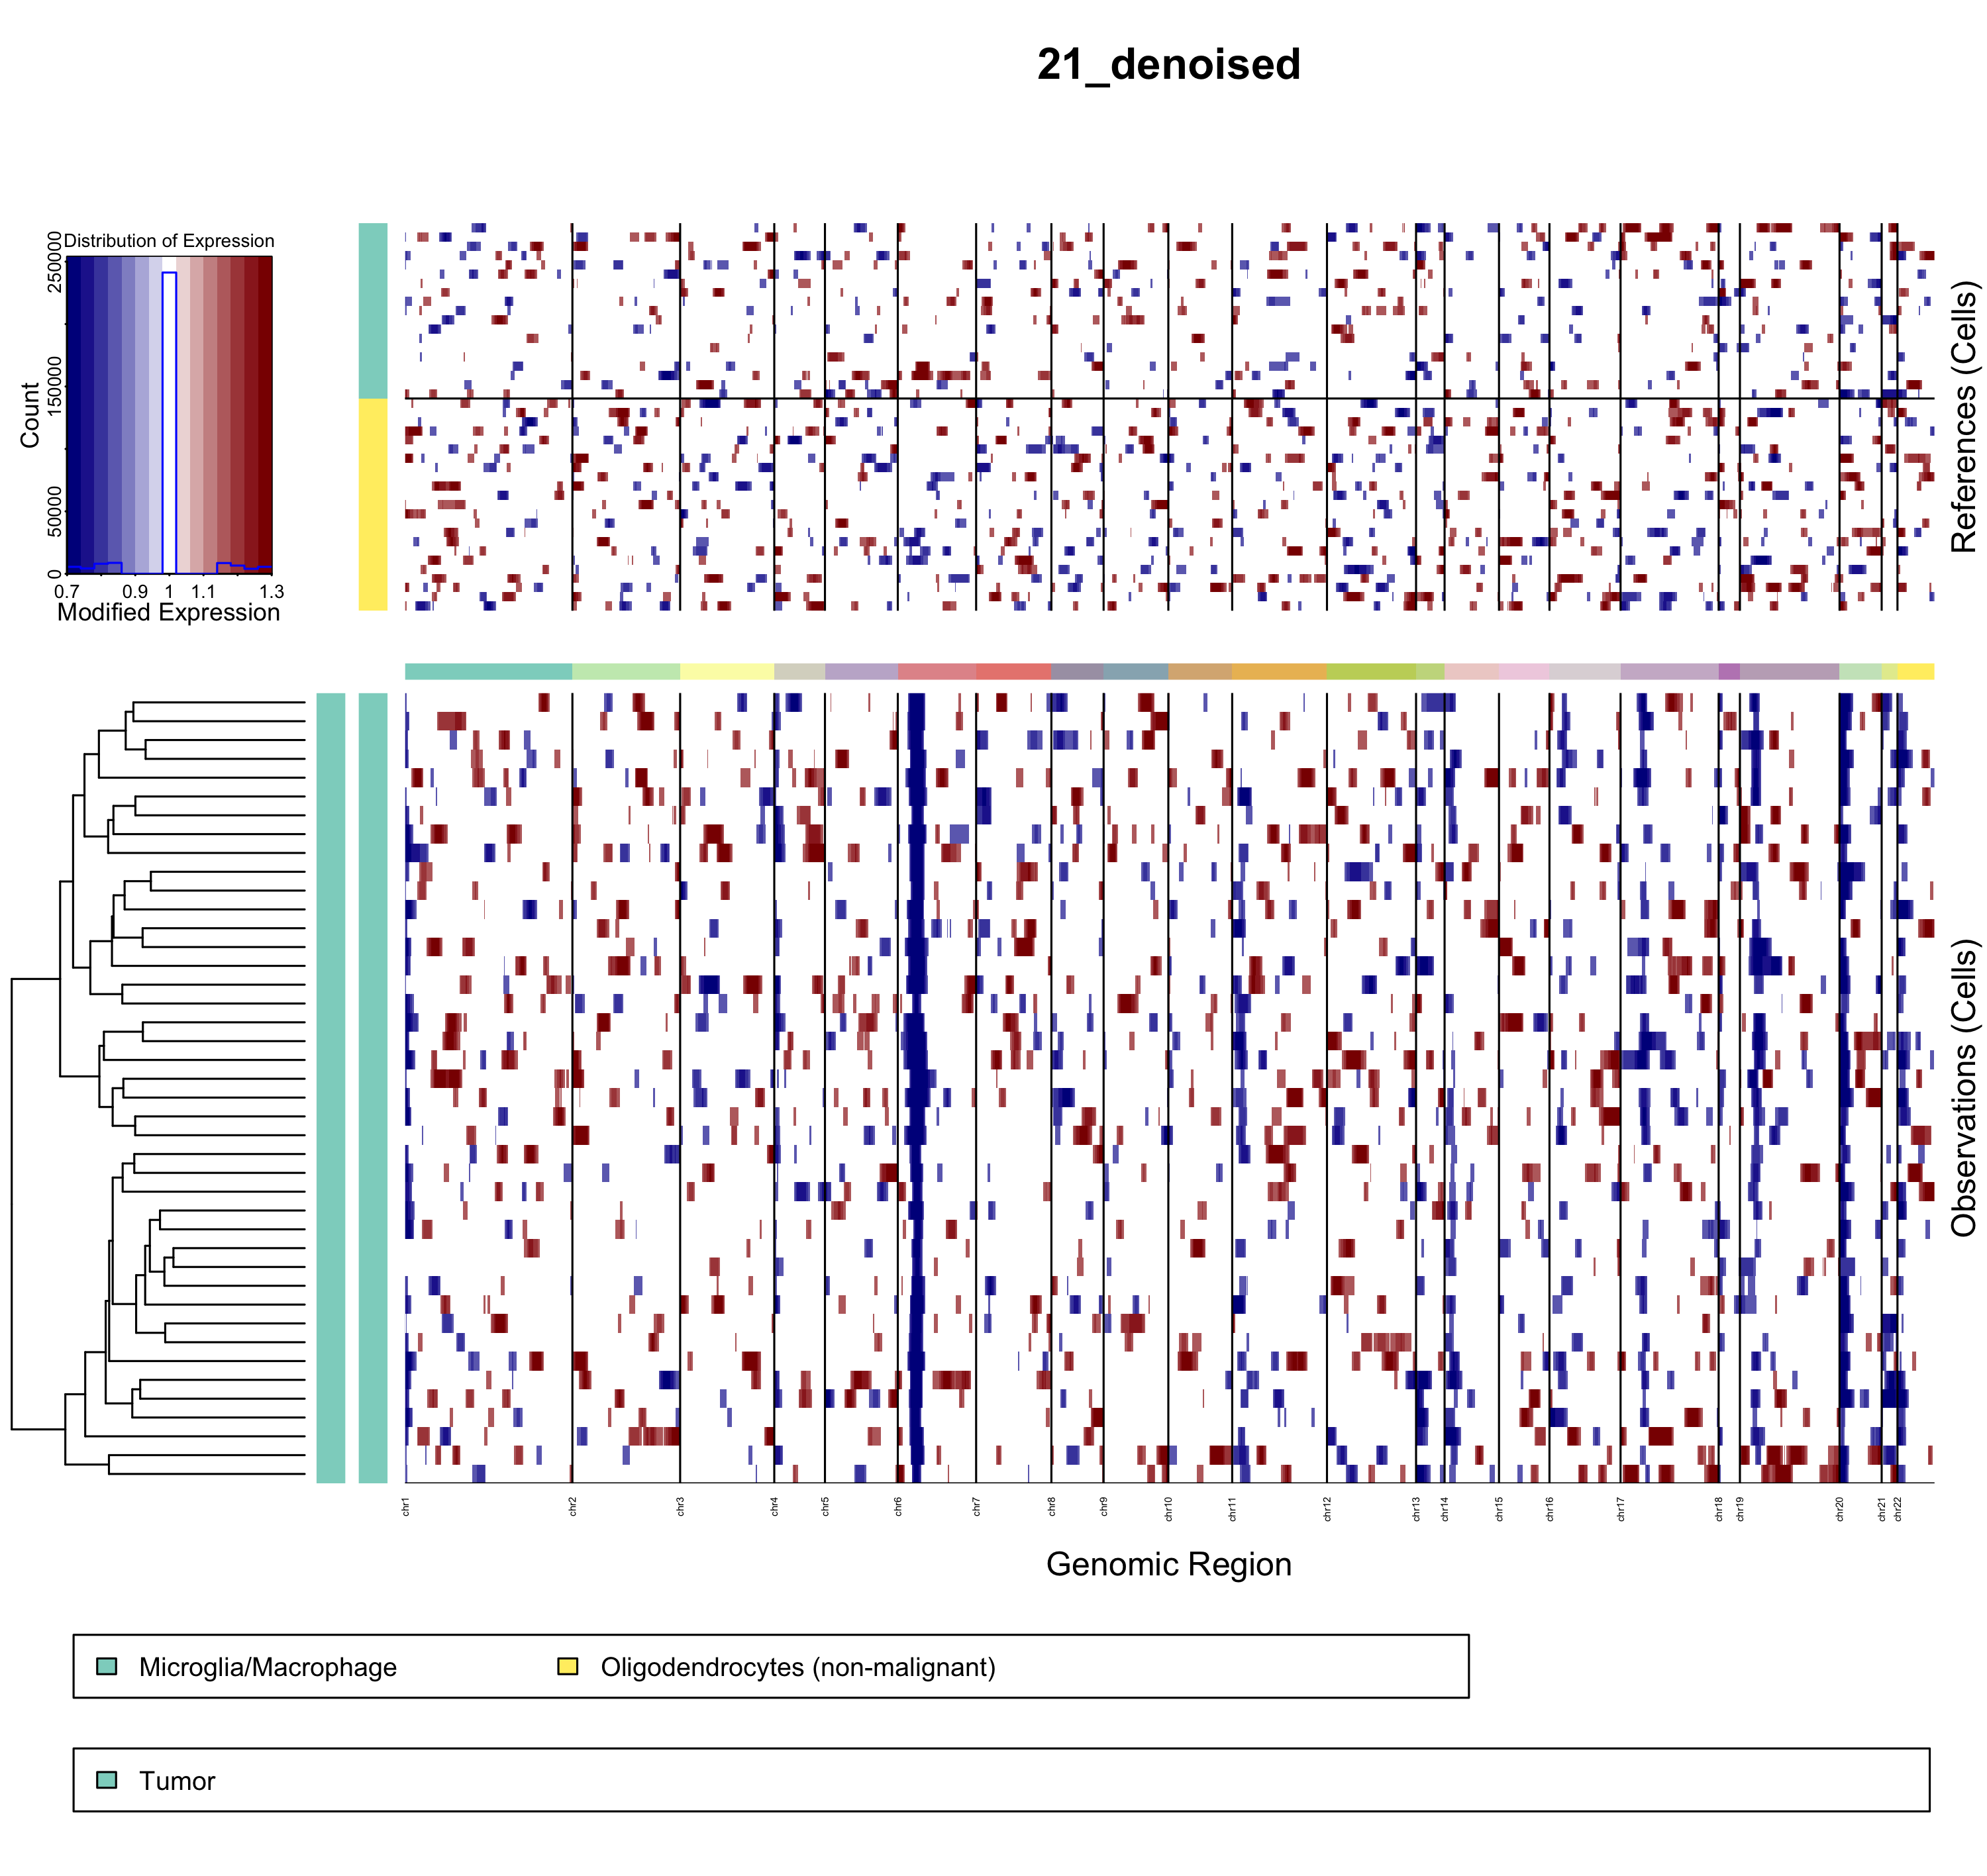 21_denoised
Distribution of Expression
Count
0 50000 150000 250000
0.7 0.9 1 1.1 1.3
Modified Expression
References (Cells)
Observations (Cells)
chr1 chr2 chr3 chr4 chr5 chr6 chr7 chr8 chr9 chr10 chr11 chr12 chr13 chr14 chr15 chr16 chr17 chr18 chr19 chr20 chr21 chr22
Genomic Region
Microglia/Macrophage Oligodendrocytes (non-malignant)
Tumor